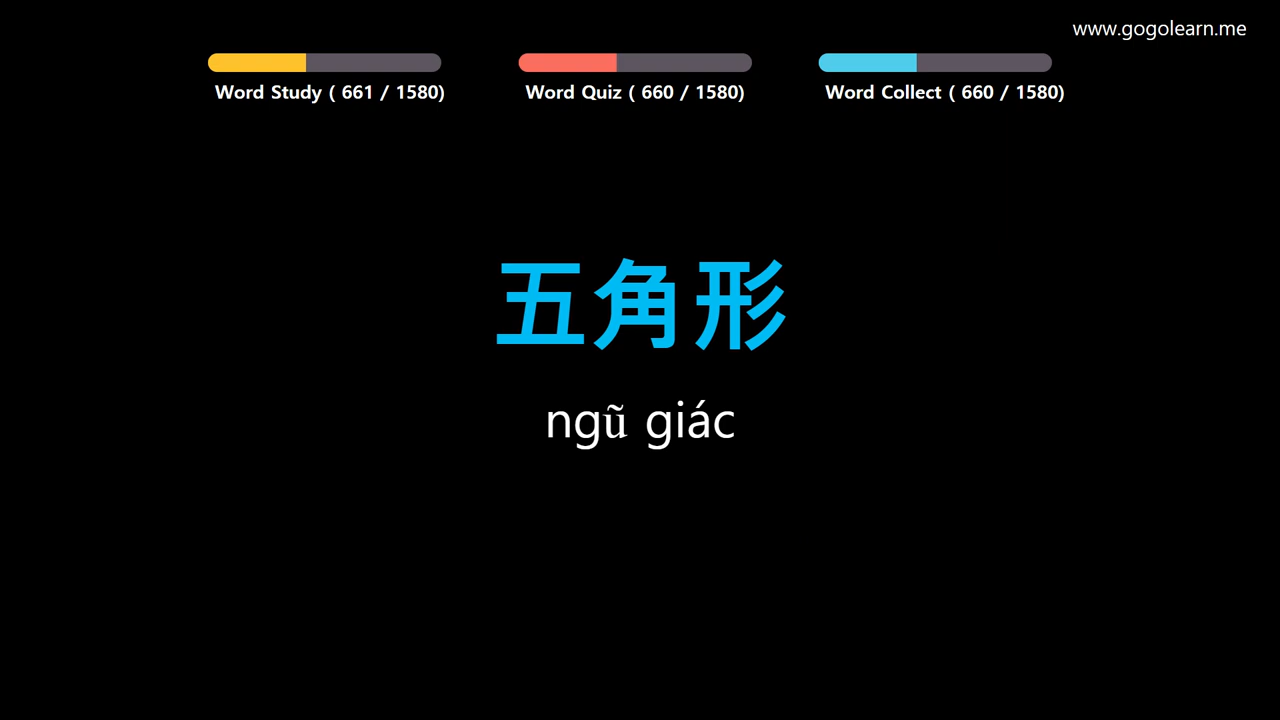 www.gogolearn.me
Word Study ( 661 / 1580)
Word Quiz ( 660 / 1580)
Word Collect ( 660 / 1580)
五角形
ngũ giác